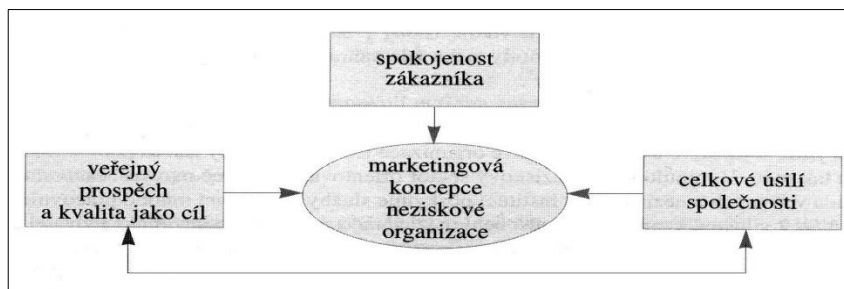 spokojenost
zákazníka
veřejný
prospěch
a kvalita jako cíl
marketingová
koncepce
neziskové
organizace
celkové úsilí
společnosti